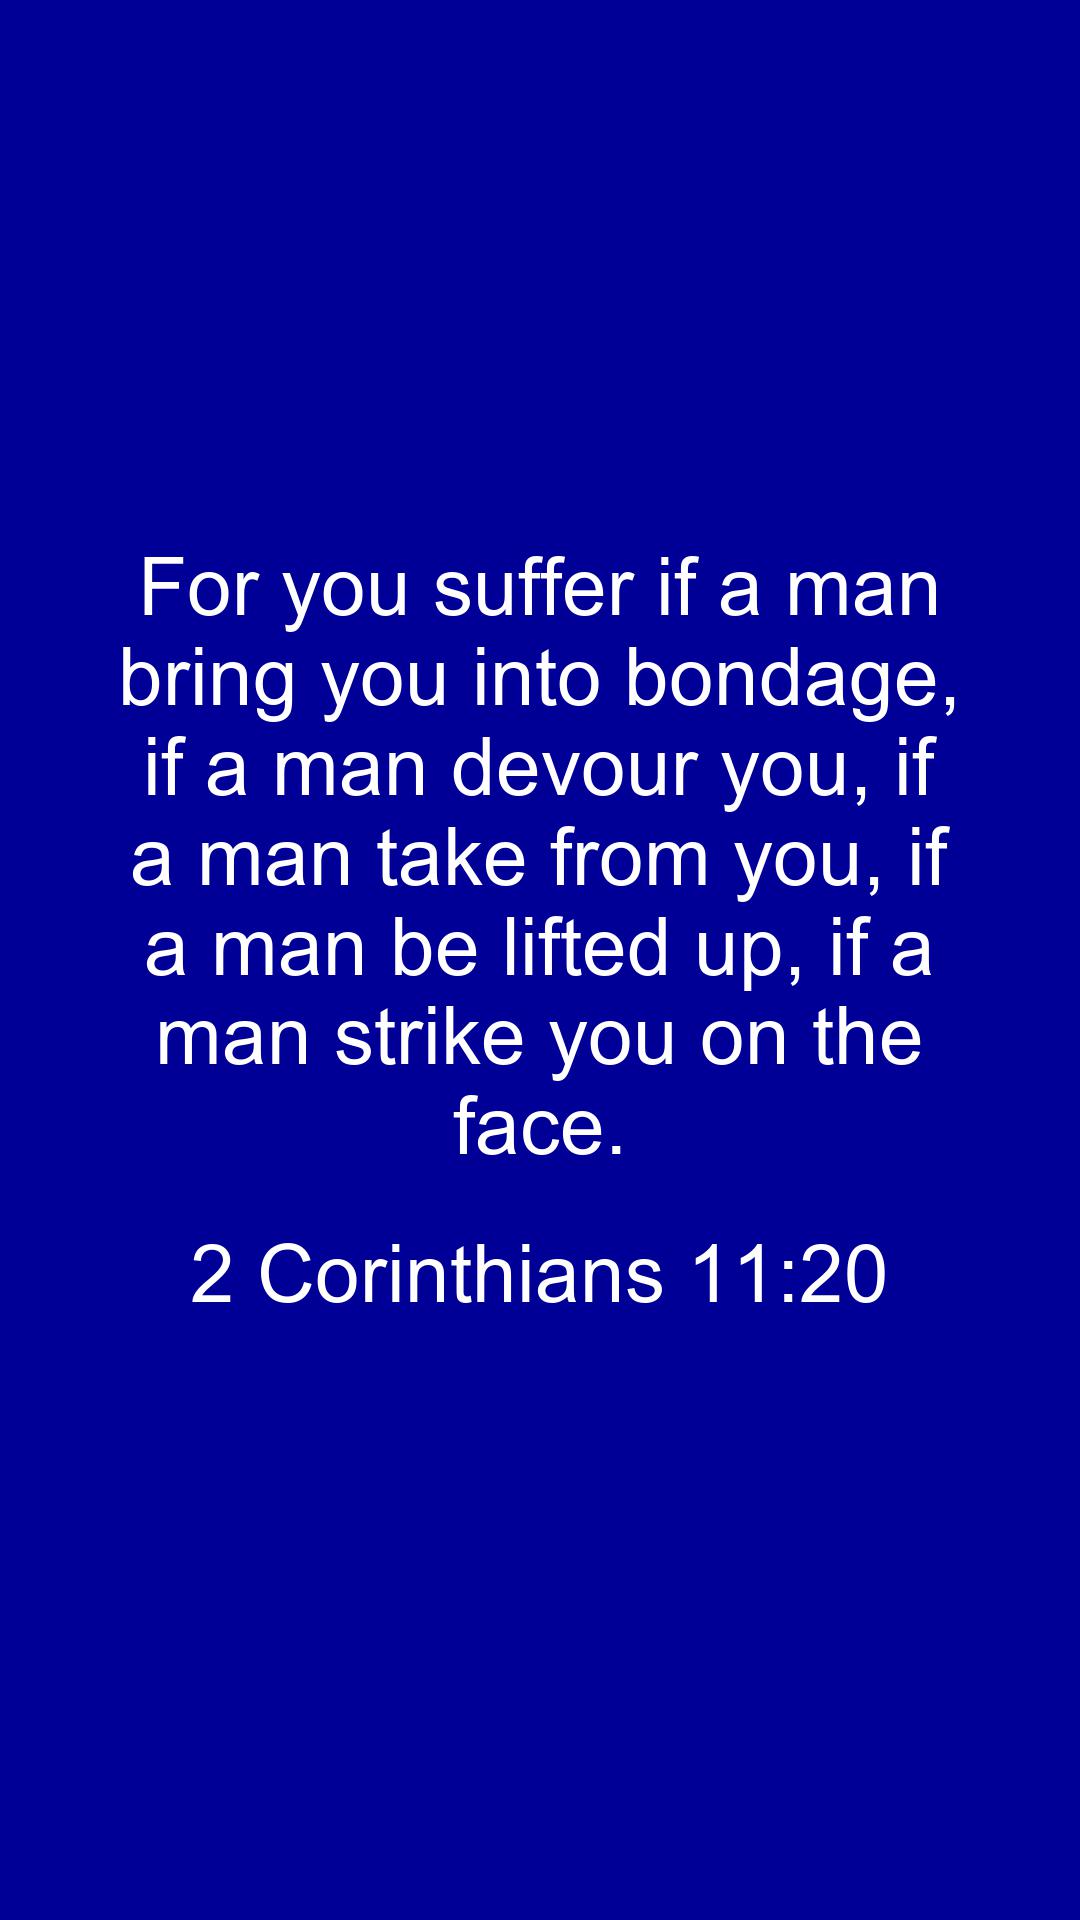 For you suffer if a man
bring you into bondage,
if a man devour you, if
a man take from you, if
a man be lifted up, if a
man strike you on the
face.
2 Corinthians 11:20